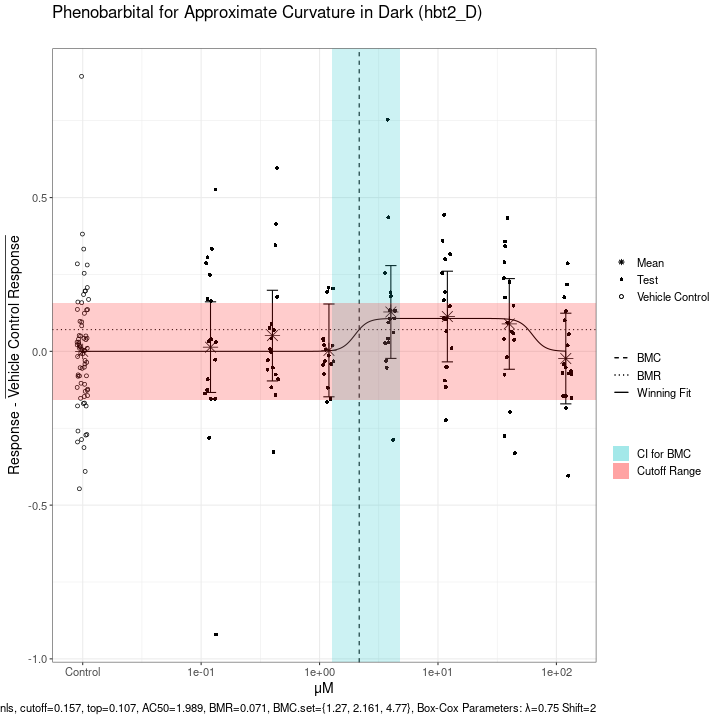 Phenobarbital for Approximate Curvature in Dark (hbt2_D)
Response - Vehicle Control Response
0.5
0.0
-0.5
-1.0
Control
1e-01
1e+00
1e+01
1e+02
μM
Mean
Test
Vehicle Control
BMC
BMR
Winning Fit
CI for BMC
Cutoff Range
nls, cutoff=0.157, top=0.107, AC50=1.989, BMR=0.071, BMC.set={1.27, 2.161, 4.77}, Box-Cox Parameters: λ=0.75 Shift=2